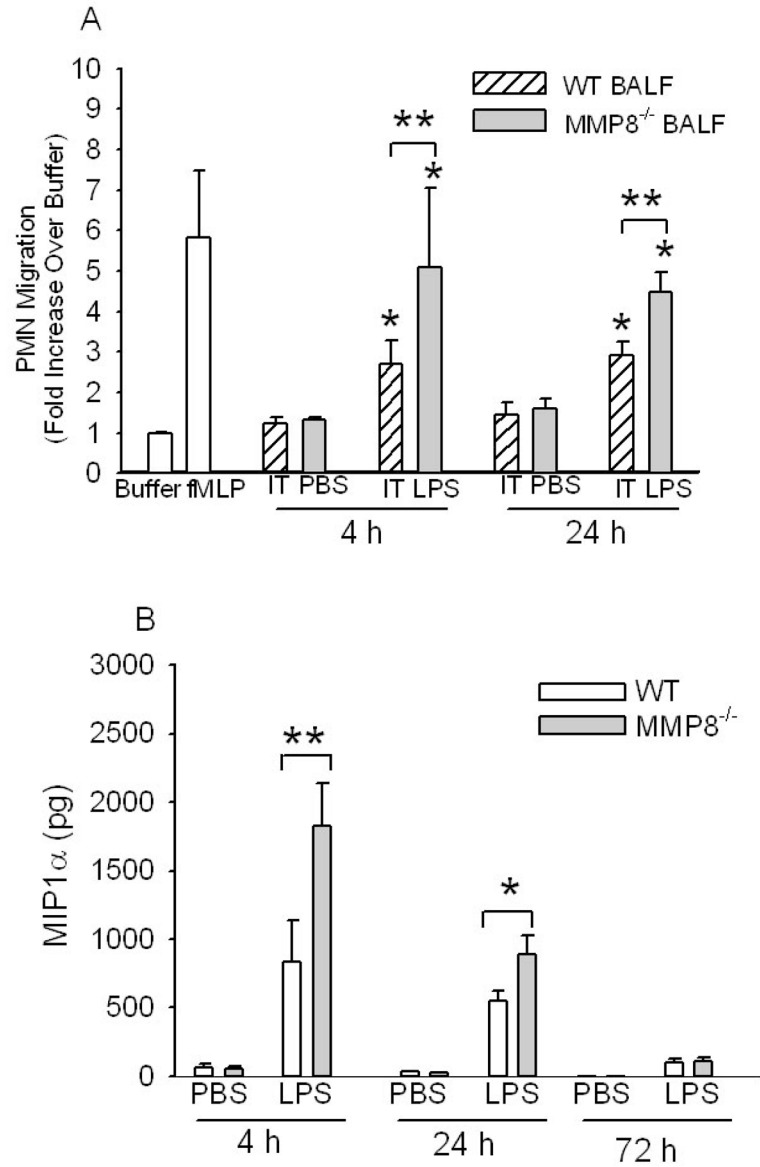 A
10
9
8
7
6
5
4
3
2
1
0
PMN Migration
(Fold Increase Over Buffer)
WT BALF
MMP8-/- BALF
**
*
*
**
*
*
Buffer fMLP IT PBS IT LPS IT PBS IT LPS
4 h 24 h
B
3000
2500
2000
1500
1000
500
0
MIP1α (pg)
WT
MMP8-/-
**
*
PBS LPS PBS LPS PBS LPS
4 h 24 h 72 h